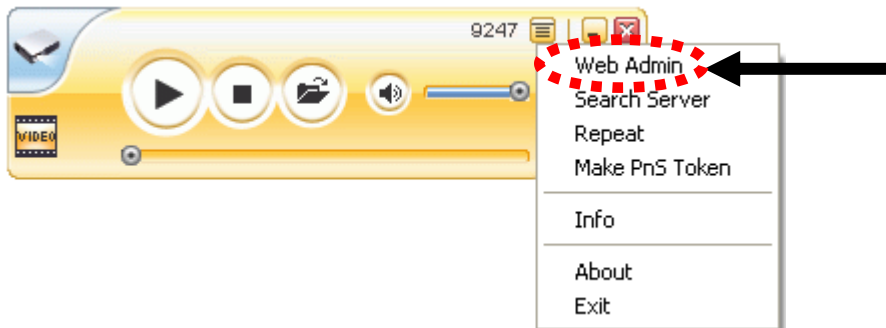 9247
VIDEO
Web Admin
Search Server
Repeat
Make PnS Token
Info
About
Exit